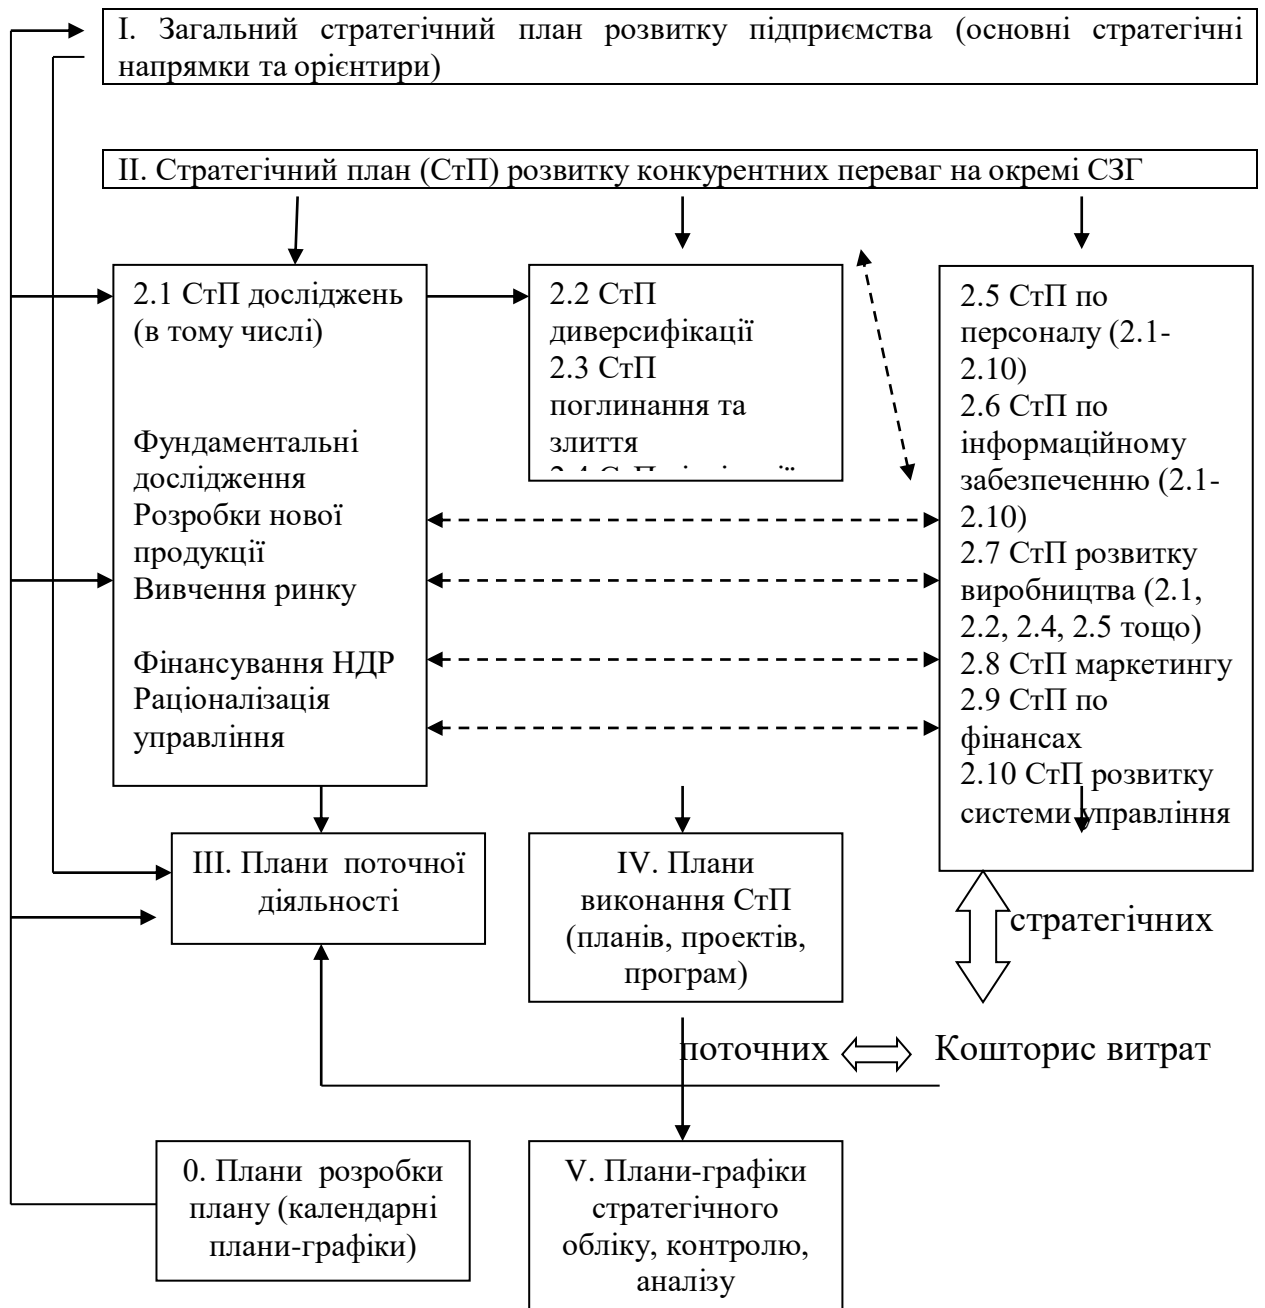 I. Загальний стратегічний план розвитку підприємства (основні стратегічні
напрямки та орієнтири)
II. Стратегічний план (СтП) розвитку конкурентних переваг на окремі СЗГ
2.1 СтП досліджень
(в тому числі)
Фундаментальні
дослідження
Розробки нової
продукції
Вивчення ринку
Фінансування НДР
Раціоналізація
управління
2.2 СтП
диверсифікації
2.3 СтП
поглинання та
злиття
2.5 СтП по
персоналу (2.1-
2.10)
2.6 СтП по
інформаційному
забезпеченню (2.1-
2.10)
2.7 СтП розвитку
виробництва (2.1,
2.2, 2.4, 2.5 тощо)
2.8 СтП маркетингу
2.9 СтП по
фінансах
2.10 СтП розвитку
системи управління
III. Плани поточної
діяльності
IV. Плани
виконання СтП
(планів, проектів,
програм)
стратегічних
поточних
Кошторис витрат
0. Плани розробки
плану (календарні
плани-графіки)
V. Плани-графіки
стратегічного
обліку, контролю,
аналізу